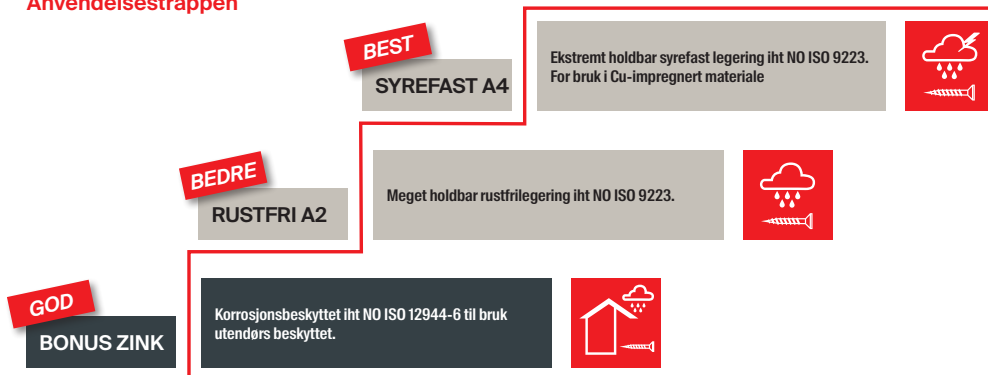 Anvendelsestrappen
BEST
SYREFAST A4
Ekstremt holdbar syrefast legering iht NO ISO 9223.
For bruk i Cu-impregnert materiale
BEDRE
RUSTFRI A2
Meget holdbar rustfrilegering iht NO ISO 9223.
GOD
BONUS ZINK
Korrosjonsbeskyttet iht NO ISO 12944-6 til bruk
utendørs beskyttet.